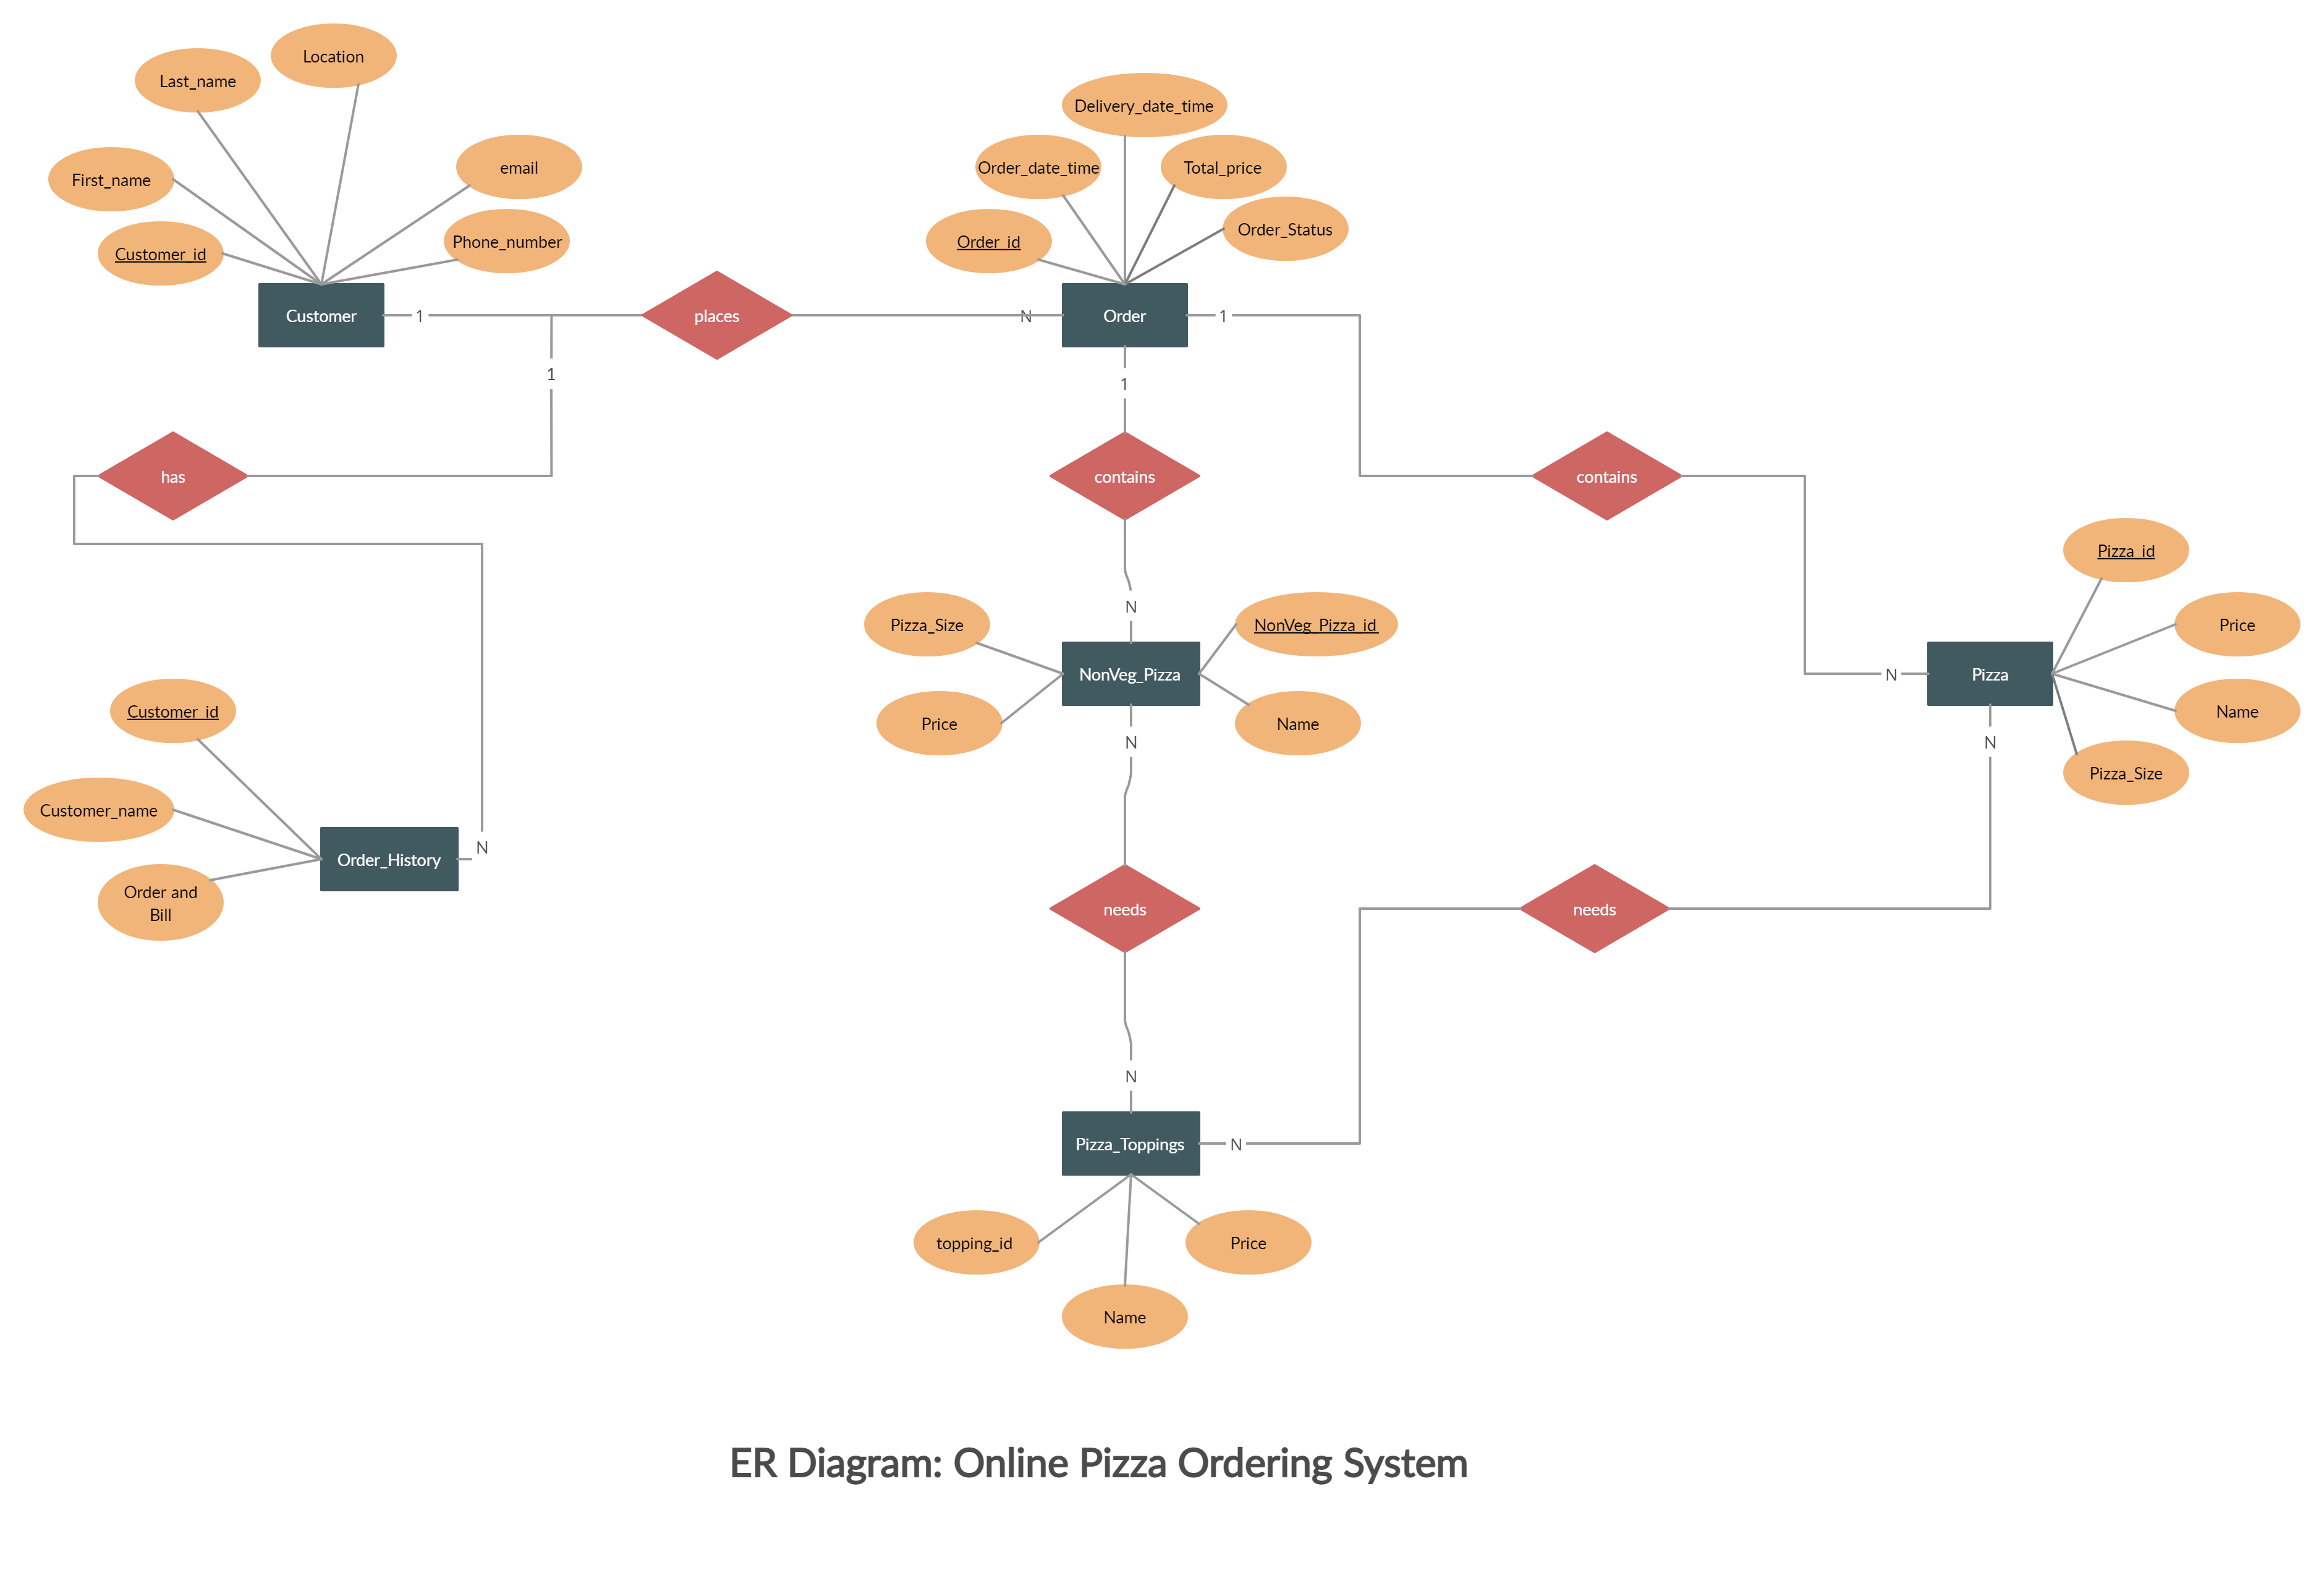 Location
Last_name
email
First_name
Phone_number
Customer_id
Customer
1
places
N
Delivery_date_time
Order_date_time
Total_price
Order_Status
Order_id
Order
1
1
1
has
contains
contains
Pizza_id
Price
Name
Pizza_Size
N
Pizza
N
N
Pizza_Size
NonVeg_Pizza_id
NonVeg_Pizza
Price
Name
N
Customer_id
Customer_name
Order and
Bill
Order_History
N
needs
needs
N
Pizza_Toppings
N
topping_id
Price
Name
ER Diagram: Online Pizza Ordering System